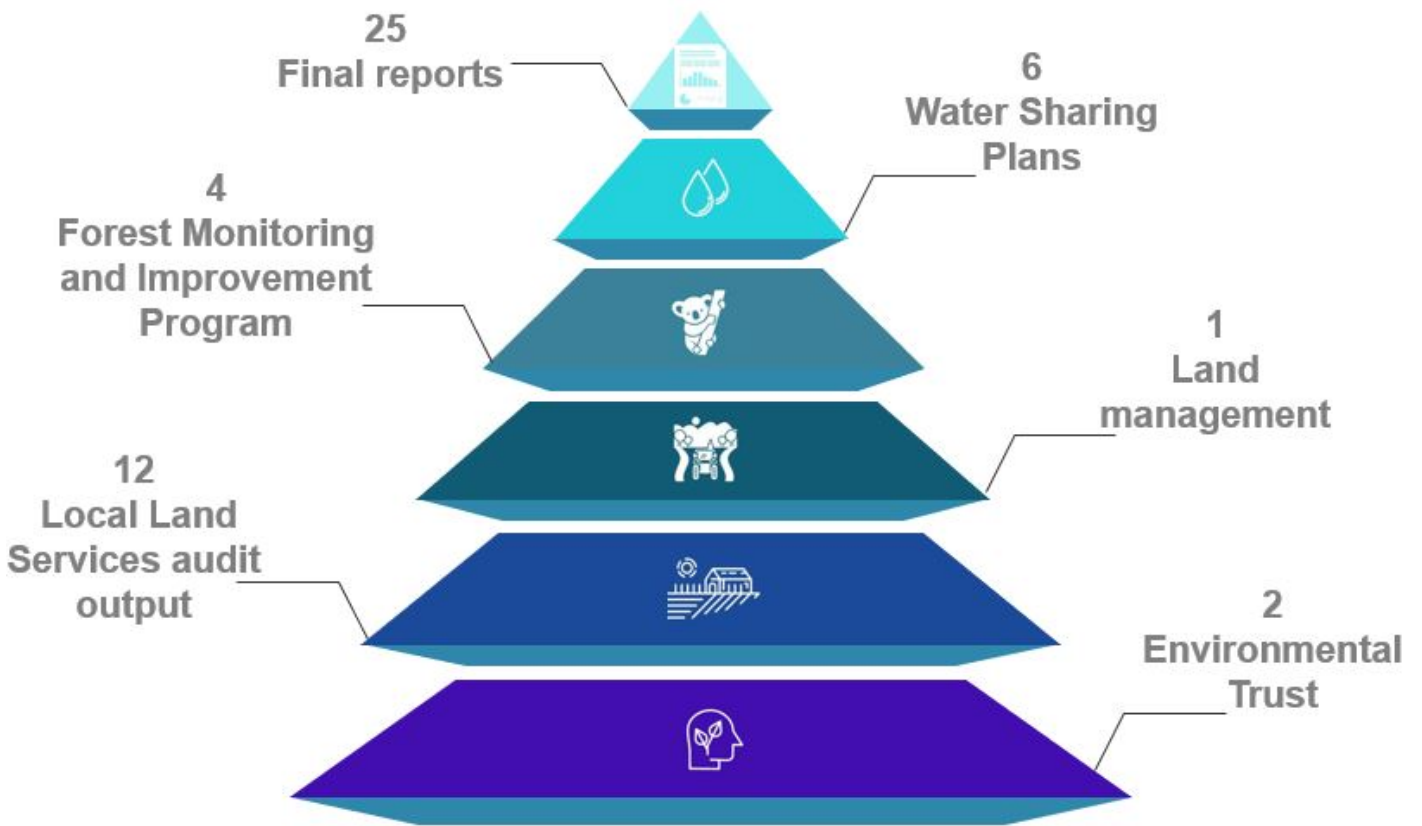 25
Final reports
6
Water Sharing
Plans
4
Forest Monitoring
and Improvement
Program
1
Land
management
12
Local Land
Services audit
output
2
Environmental
Trust